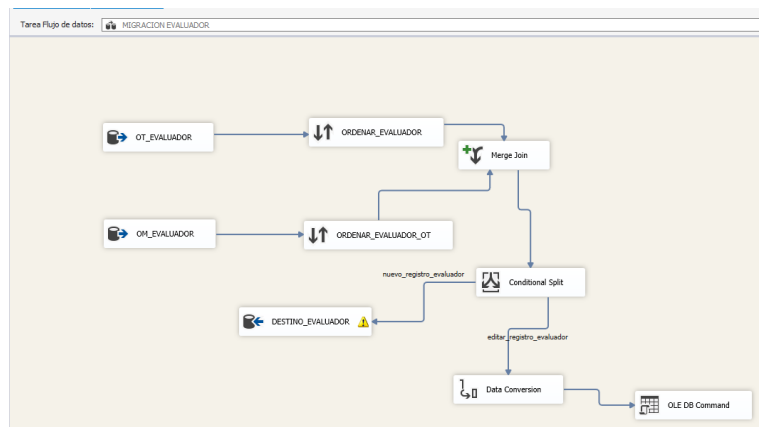 Tarea Flujo de datos: MIGRACION EVALUADOR
OT_EVALUADOR
ORDENAR_EVALUADOR
Merge Join
OM_EVALUADOR
ORDENAR_EVALUADOR_OT
nuevo_registro_evaluador
Conditional Split
DESTINO_EVALUADOR
editar_registro_evaluador
Data Conversion
OLE DB Command